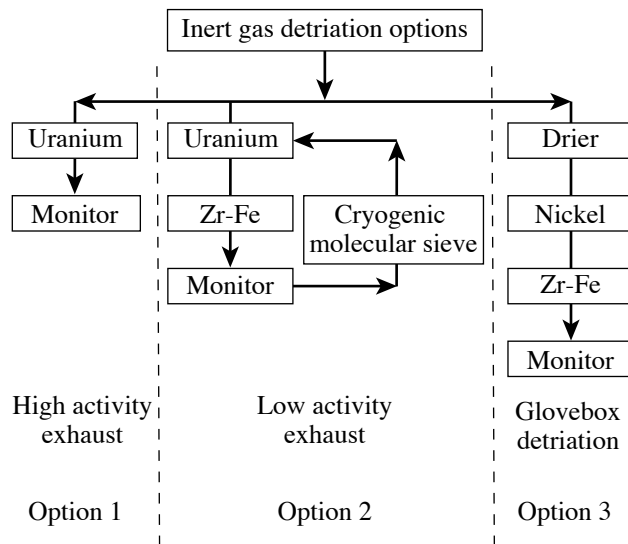 Inert gas detriation options
Uranium
Monitor
High activity
exhaust
Option 1
Uranium
Zr-Fe
Monitor
Cryogenic
molecular sieve
Low activity
exhaust
Option 2
Drier
Nickel
Zr-Fe
Monitor
Glovebox
detriation
Option 3